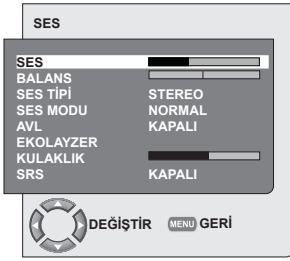 SES
SES
BALANS
SES TİPİ STEREO
SES MODU NORMAL
AVL KAPALI
EKOLAYZER
KULAKLIK
SRS KAPALI
DEĞİŞTİR MENU GERİ